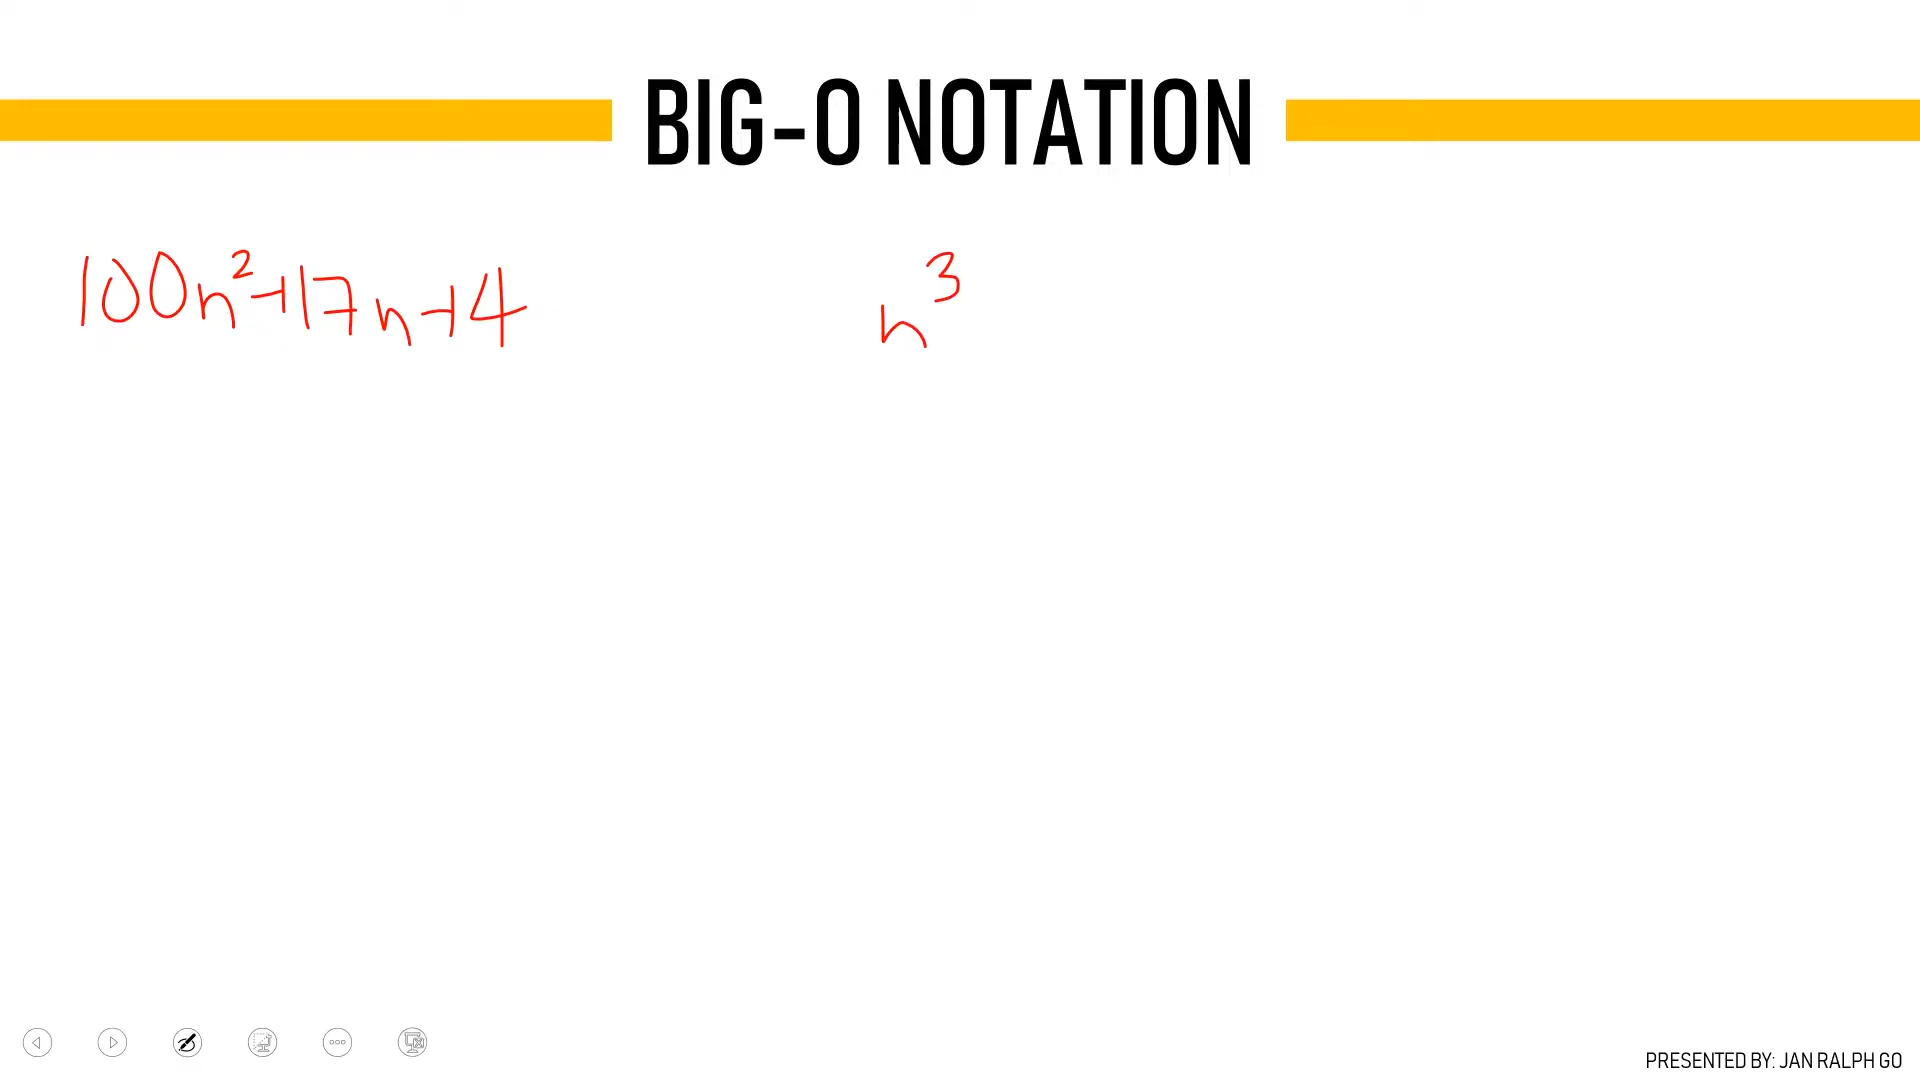 BIG-O NOTATION
100n²+17n+4 n³
PRESENTED BY: JAN RALPH GO